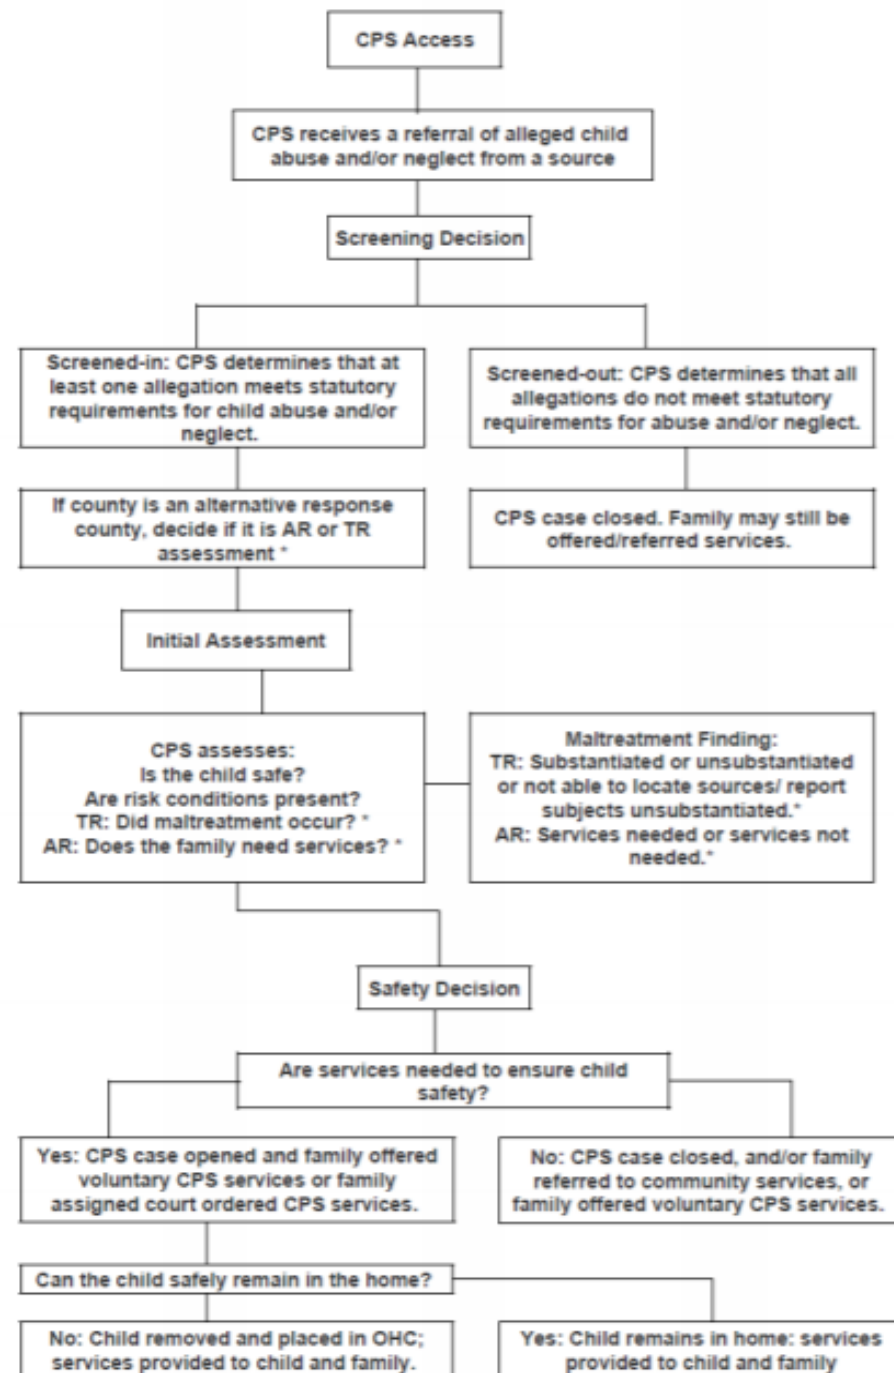 CPS Access
CPS receives a referral of alleged child
abuse and/or neglect from a source
Screening Decision
Screened-in: CPS determines that at
least one allegation meets statutory
requirements for child abuse and/or
neglect.
Screened-out: CPS determines that all
allegations do not meet statutory
requirements for abuse and/or neglect.
If county is an alternative response
county, decide if it is AR or TR
assessment *
CPS case closed. Family may still be
offered/referred services.
Initial Assessment
CPS assesses:
Is the child safe?
Are risk conditions present?
TR: Did maltreatment occur? *
AR: Does the family need services? *
Maltreatment Finding:
TR: Substantiated or unsubstantiated
or not able to locate sources/ report
subjects unsubstantiated.*
AR: Services needed or services not
needed.*
Safety Decision
Are services needed to ensure child
safety?
Yes: CPS case opened and family offered
voluntary CPS services or family
assigned court ordered CPS services.
No: CPS case closed, and/or family
referred to community services, or
family offered voluntary CPS services.
Can the child safely remain in the home?
No: Child removed and placed in OHC;
services provided to child and family.
Yes: Child remains in home: services
provided to child and family